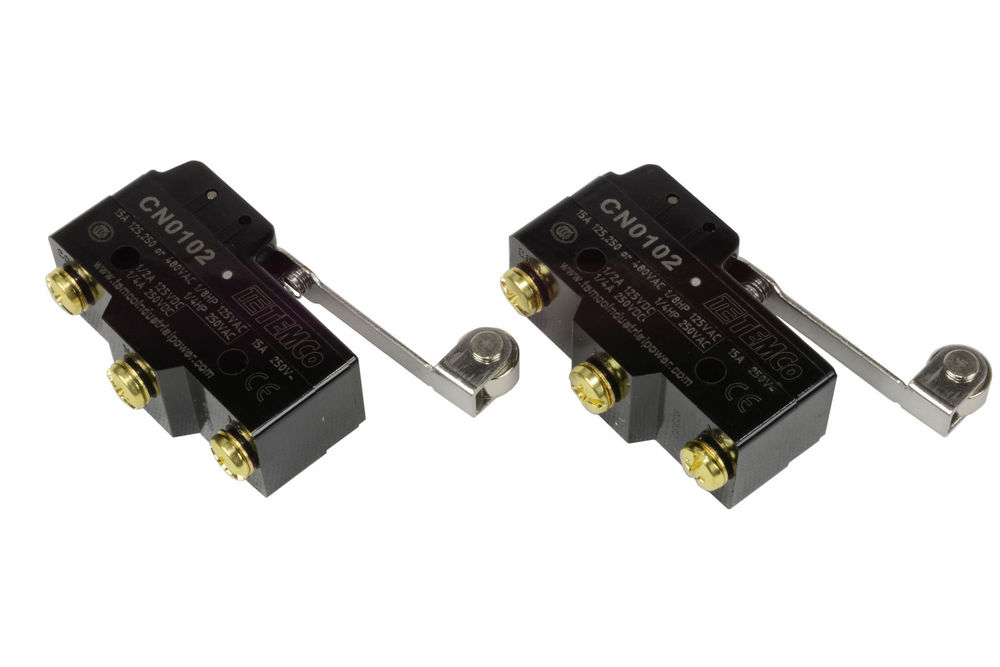 CN0102
15A 125,250 or 480VAC 1/8HP 125VAC
1/4HP 250VAC
1/2A 125VDC
1/4A 250VDC
www.temcoindustrialpower.com
TEMCo
15A 250V~
CE
CN0102
15A 125,250 or 480VAC 1/8HP 125VAC
1/4HP 250VAC
1/2A 125VDC
1/4A 250VDC
www.temcoindustrialpower.com
TEMCo
15A 250V~
CE